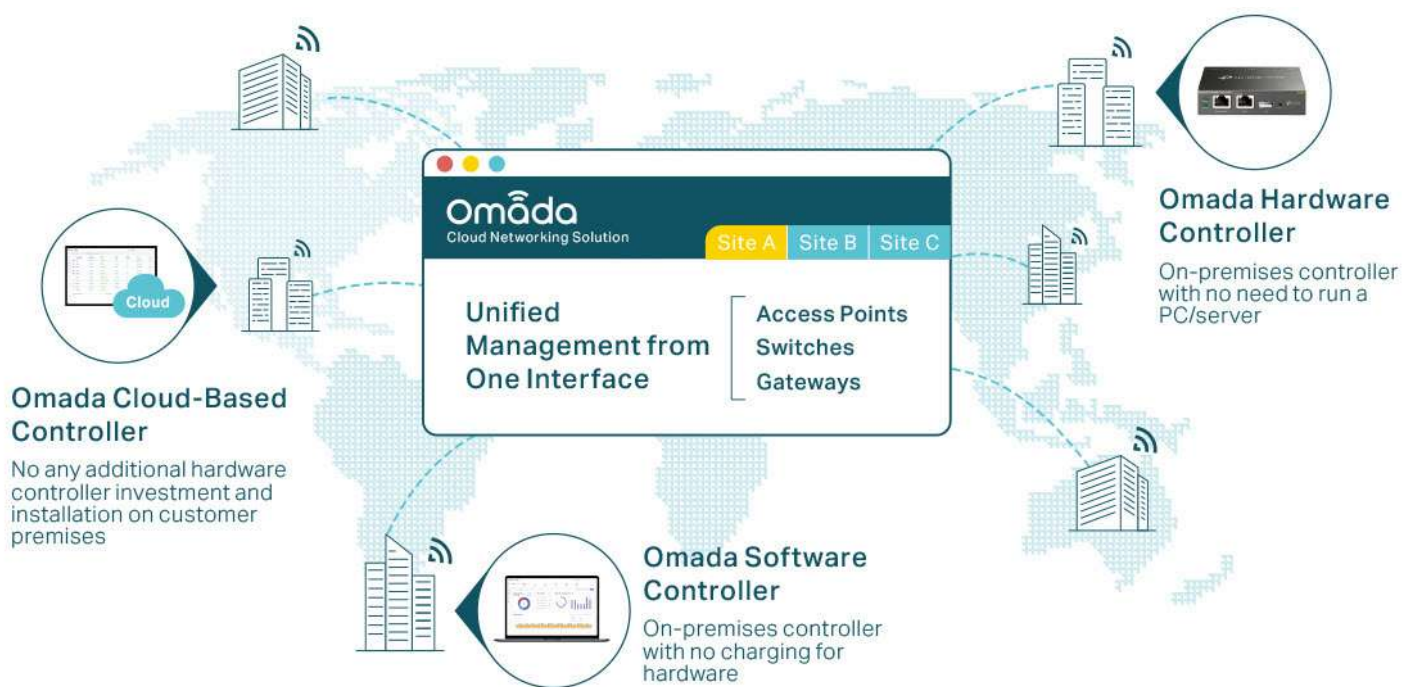 Omada
Cloud Networking Solution
Site A
Site B
Site C
Unified
Management from
One Interface
Access Points
Switches
Gateways
Omada Hardware
Controller
On-premises controller
with no need to run a
PC/server
Cloud
Omada Cloud-Based
Controller
No any additional hardware
controller investment and
installation on customer
premises
Omada Software
Controller
On-premises controller
with no charging for
hardware